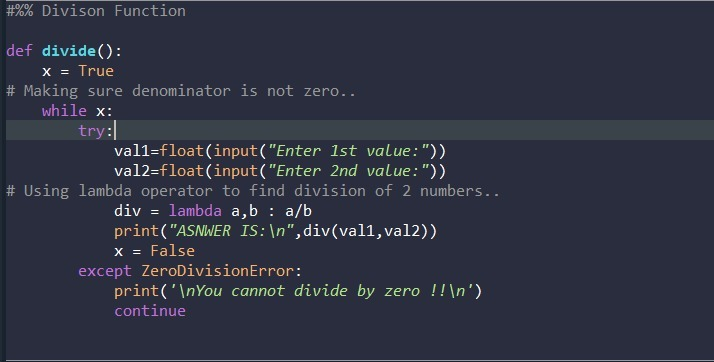 #%% Divison Function
def divide():
    x = True
# Making sure denominator is not zero..
    while x:
        try:
            val1=float(input("Enter 1st value:"))
            val2=float(input("Enter 2nd value:"))
# Using lambda operator to find division of 2 numbers..
            div = lambda a,b : a/b
            print("ASNWER IS:\n",div(val1,val2))
            x = False
        except ZeroDivisionError:
            print('\nYou cannot divide by zero !!\n')
            continue